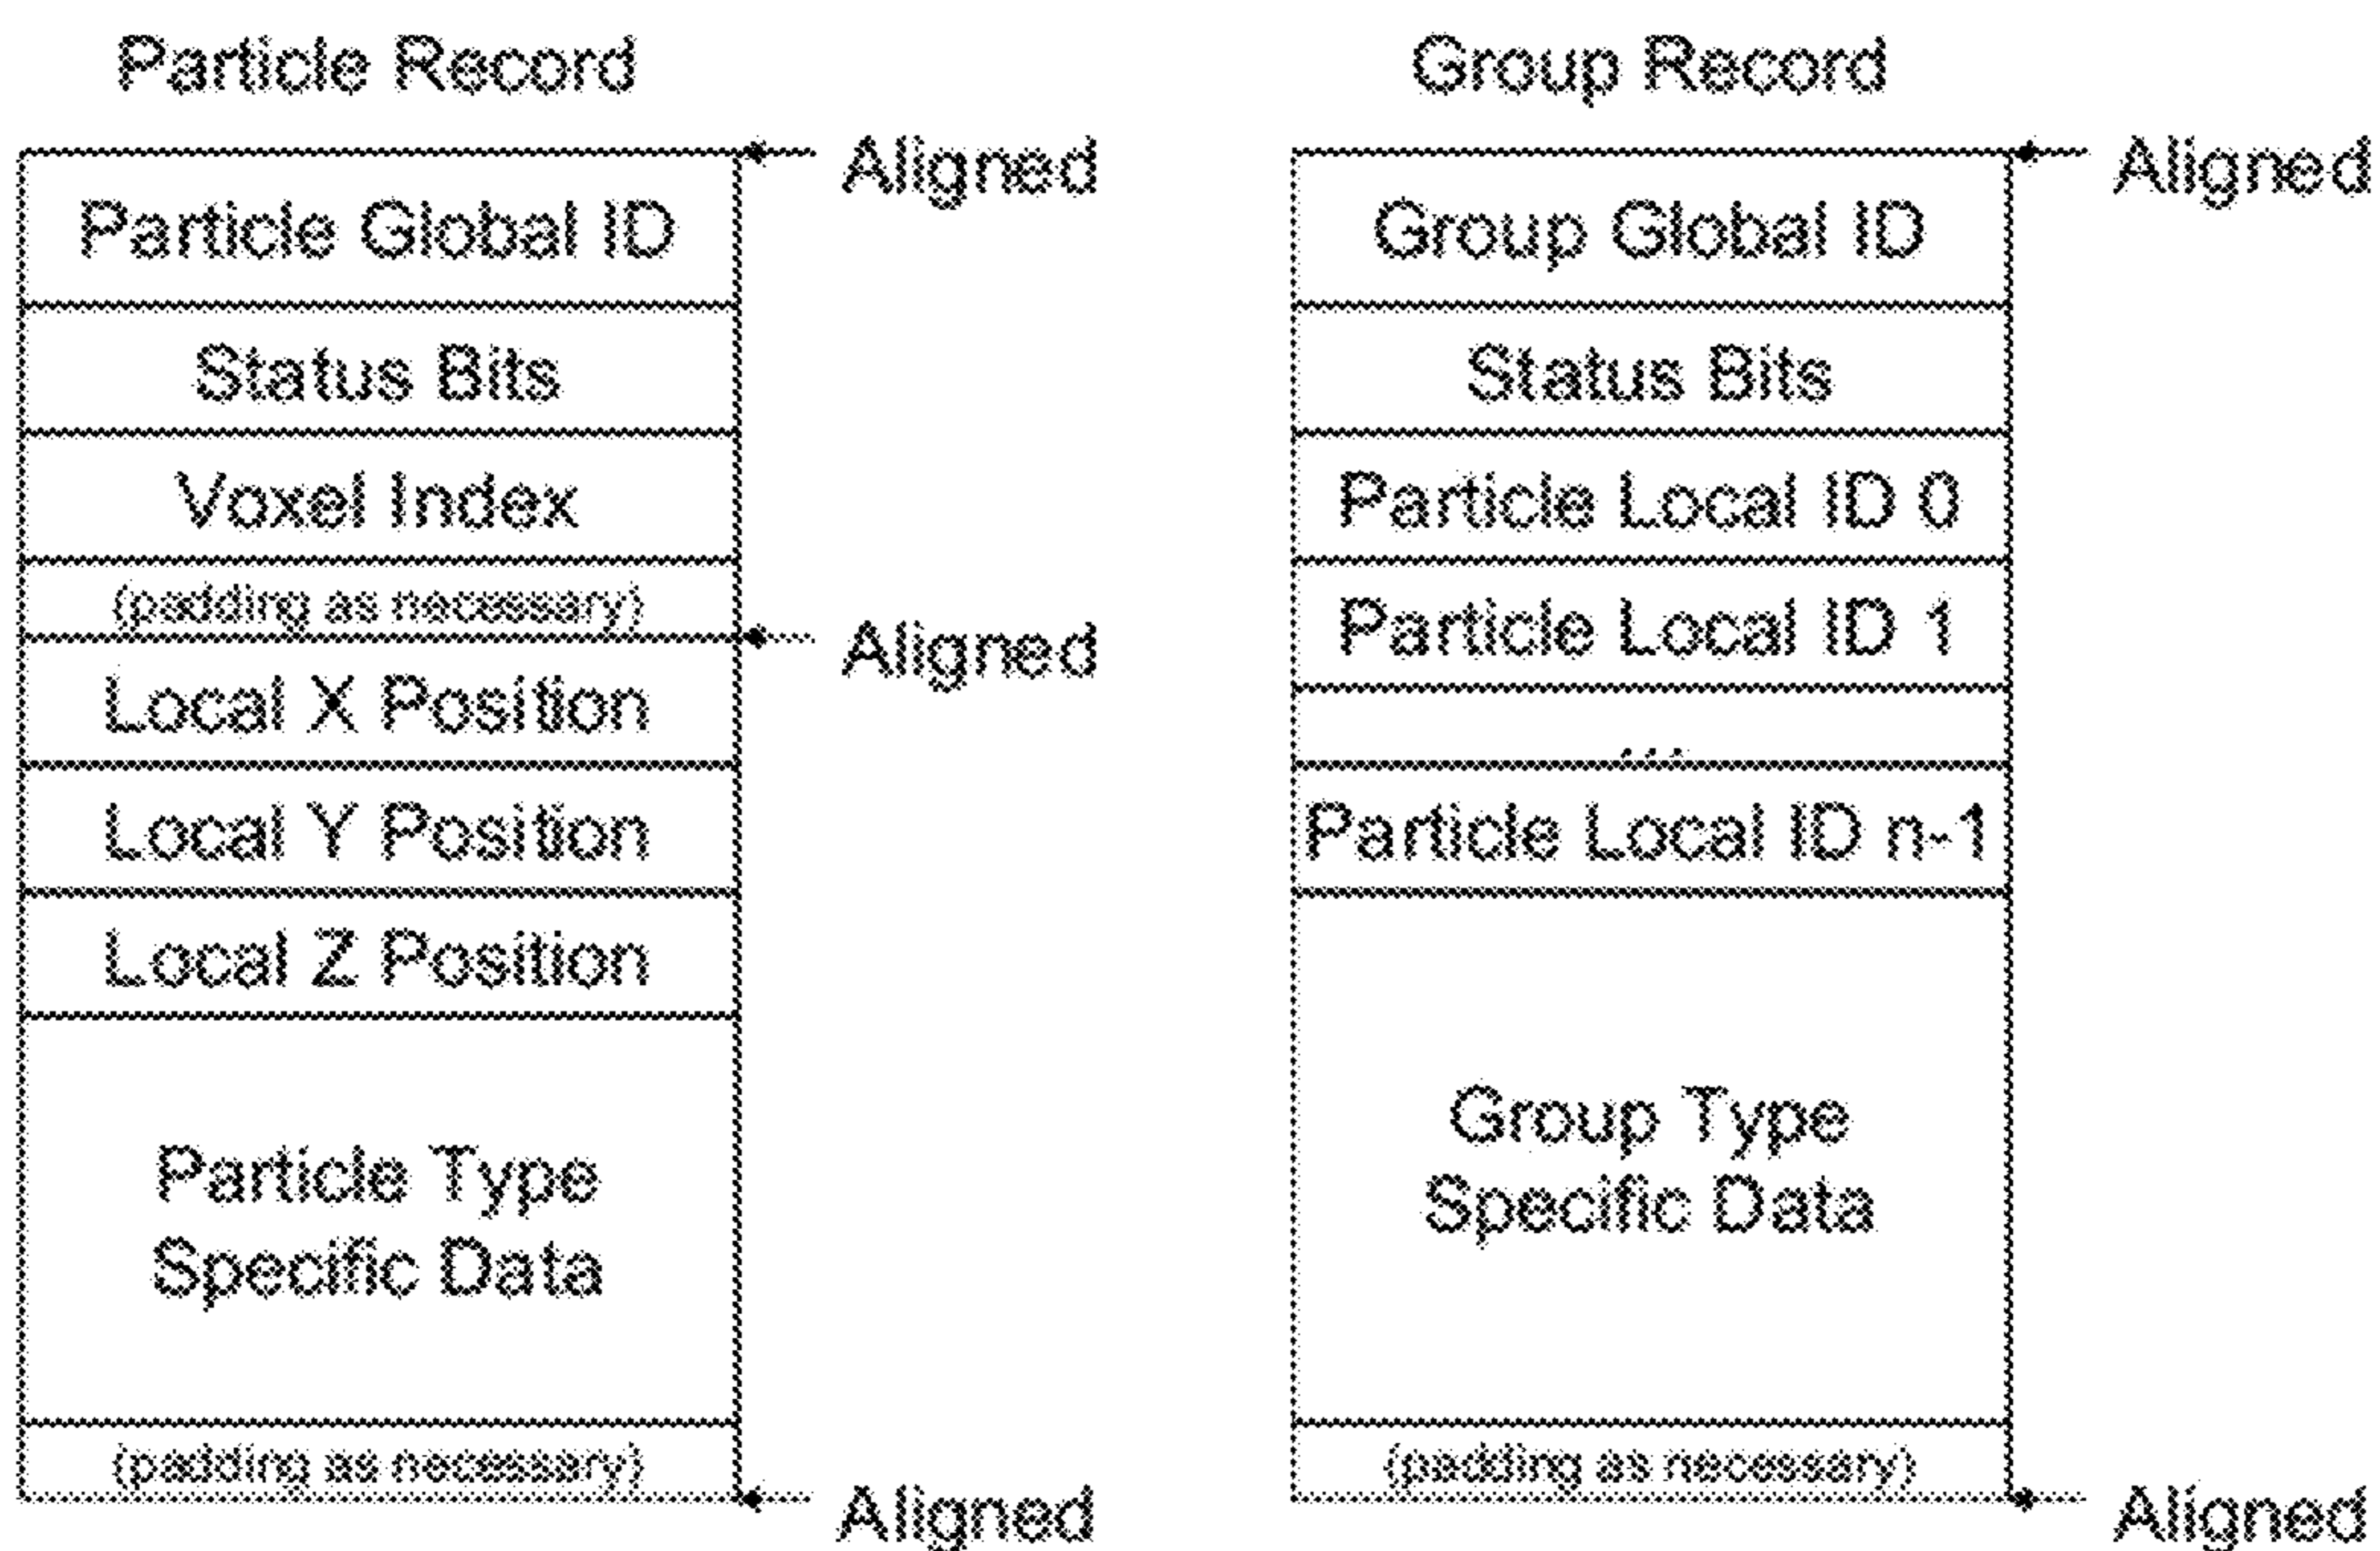 Particle Record
Aligned
Particle Global ID
Status Bits
Voxel Index
(padding as necessary)
Aligned
Local X Position
Local Y Position
Local Z Position
Particle Type
Specific Data
(padding as necessary)
Aligned
Group Record
Aligned
Group Global ID
Status Bits
Particle Local ID 0
Particle Local ID 1
...
Particle Local ID n-1
Group Type
Specific Data
(padding as necessary)
Aligned